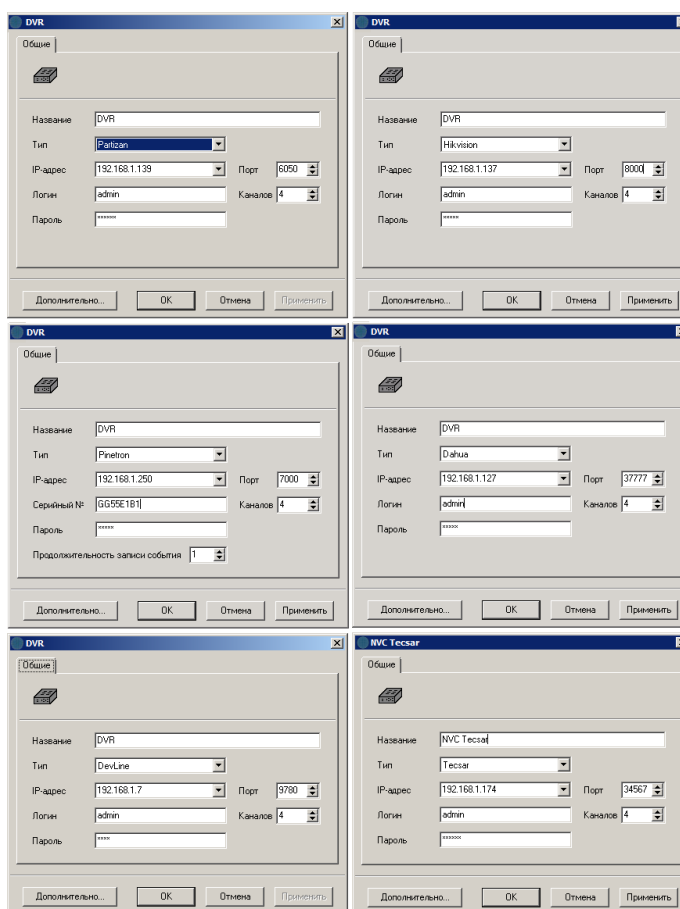 DVR
Общие
Название DVR
Тип Partizan
IP-адрес 192.168.1.139 Порт 6050
Логин admin Каналов 4
Пароль ******
Дополнительно... OK Отмена Применить
DVR
Общие
Название DVR
Тип Hikvision
IP-адрес 192.168.1.137 Порт 8000
Логин admin Каналов 4
Пароль *****
Дополнительно... OK Отмена Применить
DVR
Общие
Название DVR
Тип Pinetron
IP-адрес 192.168.1.250 Порт 7000
Серийный № GG55E1B1 Каналов 4
Пароль *****
Продолжительность записи события 1
Дополнительно... OK Отмена Применить
DVR
Общие
Название DVR
Тип Dahua
IP-адрес 192.168.1.127 Порт 37777
Логин admin Каналов 4
Пароль *****
Дополнительно... OK Отмена Применить
DVR
Общие
Название DVR
Тип DevLine
IP-адрес 192.168.1.7 Порт 9780
Логин admin Каналов 4
Пароль ****
Дополнительно... OK Отмена Применить
NVC Tecsar
Общие
Название NVC Tecsar
Тип Tecsar
IP-адрес 192.168.1.174 Порт 34567
Логин admin Каналов 4
Пароль ******
Дополнительно... OK Отмена Применить